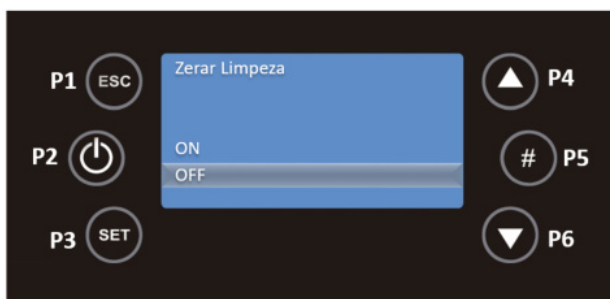 P1 ESC
Zerar Limpeza
P4
P2
ON
# P5
OFF
P3 SET
P6